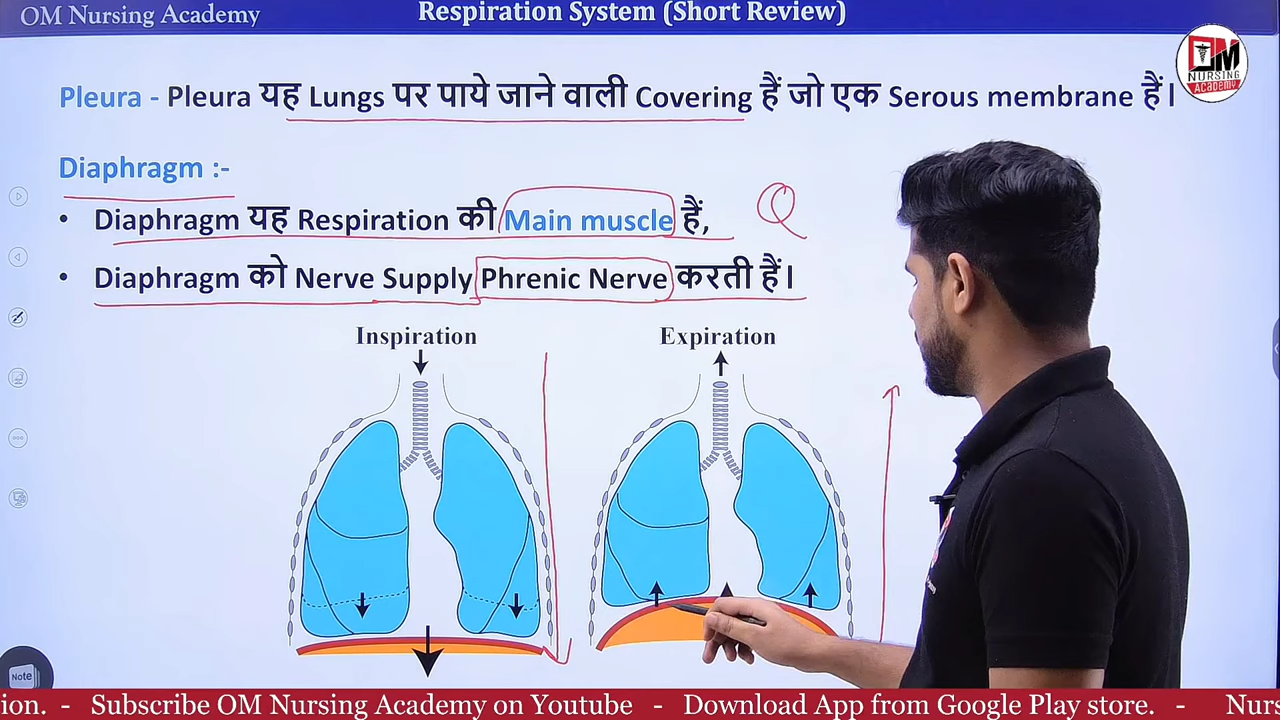 OM Nursing Academy
Respiration System (Short Review)
OM
NURSING
ACADEMY
Pleura - Pleura यह Lungs पर पाये जाने वाली Covering हैं जो एक Serous membrane हैं।
Diaphragm :-
• Diaphragm यह Respiration की Main muscle हैं,
Q
• Diaphragm को Nerve Supply Phrenic Nerve करती हैं।
Inspiration
Expiration
Note
ion. - Subscribe OM Nursing Academy on Youtube - Download App from Google Play store. - Nurs